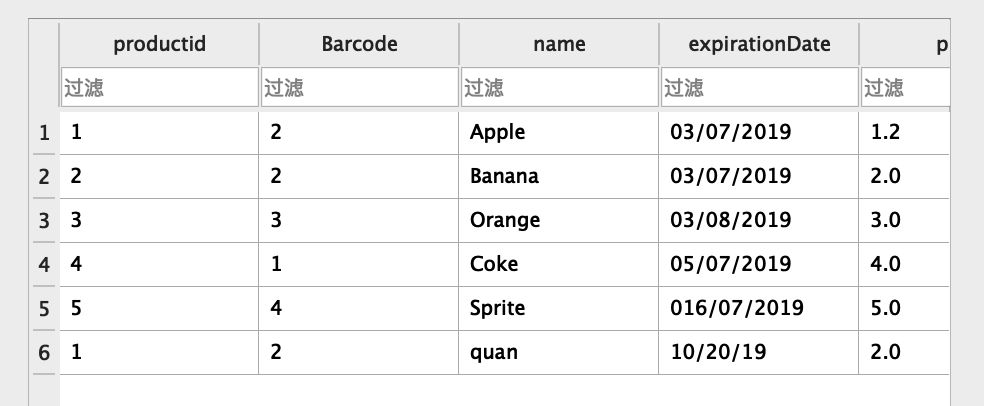 productid Barcode name expirationDate p
过滤 过滤 过滤 过滤 过滤
1 1 2 Apple 03/07/2019 1.2
2 2 2 Banana 03/07/2019 2.0
3 3 3 Orange 03/08/2019 3.0
4 4 1 Coke 05/07/2019 4.0
5 5 4 Sprite 016/07/2019 5.0
6 1 2 quan 10/20/19 2.0